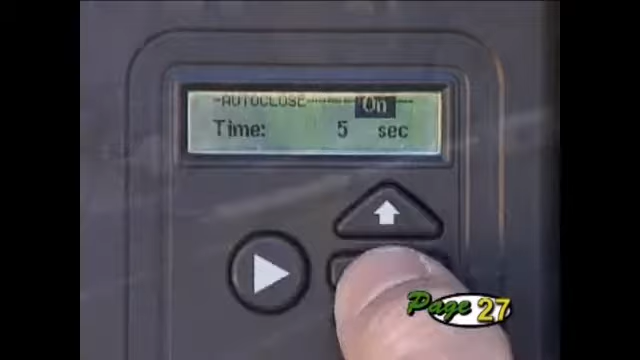 -AUTOCLOSE------- On --
Time: 5 sec
Page 27